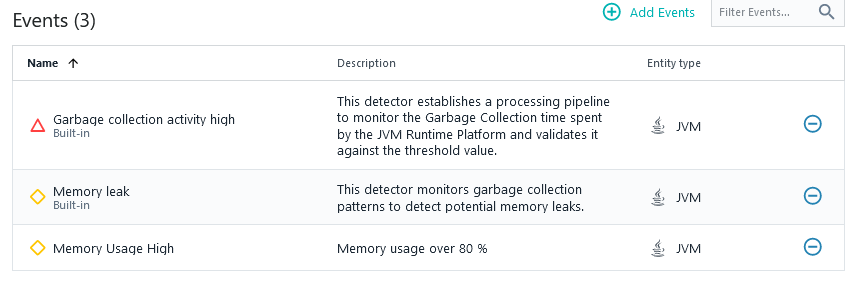 Events (3)
Add Events
Filter Events...
Name
Description
Entity type
Garbage collection activity high
Built-in
This detector establishes a processing pipeline
to monitor the Garbage Collection time spent
by the JVM Runtime Platform and validates it
against the threshold value.
JVM
Memory leak
Built-in
This detector monitors garbage collection
patterns to detect potential memory leaks.
JVM
Memory Usage High
Memory usage over 80 %
JVM